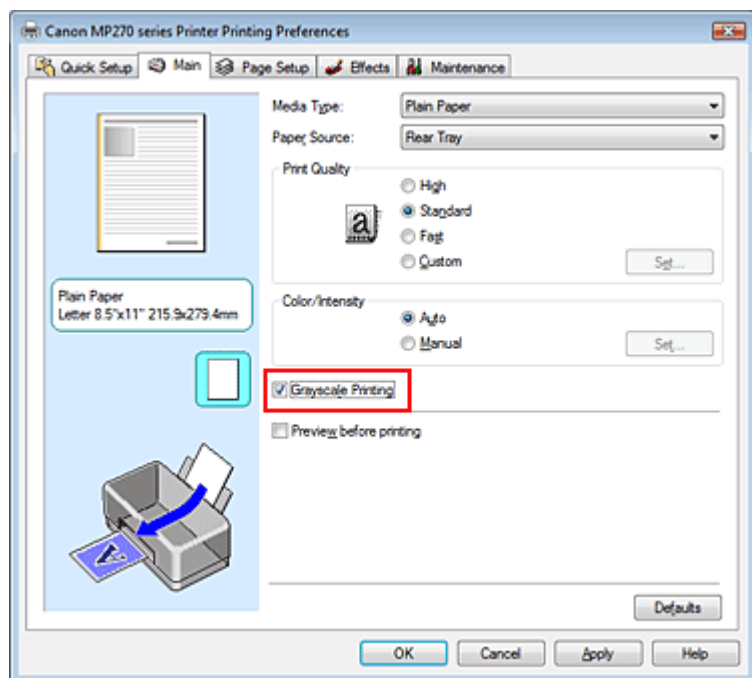 Canon MP270 series Printer Printing Preferences
Quick Setup Main Page Setup Effects Maintenance
Media Type: Plain Paper
Paper Source: Rear Tray
Print Quality
High
Standard
Fast
Custom Set...
a
Plain Paper
Letter 8.5"x11" 215.9x279.4mm
Color/Intensity
Auto
Manual Set...
Grayscale Printing
Preview before printing
Defaults
OK Cancel Apply Help